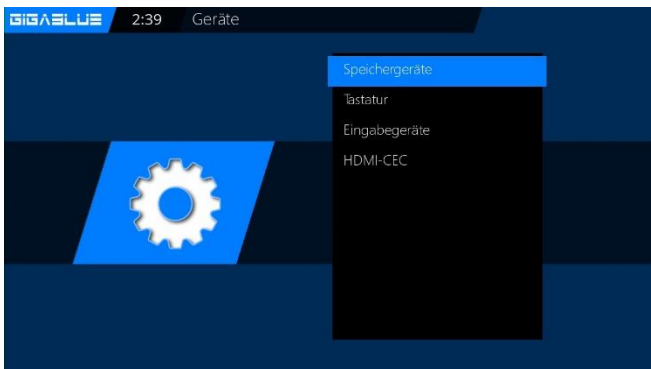 GIGABLUE 2:39 Geräte
Speichergeräte
Tastatur
Eingabegeräte
HDMI-CEC